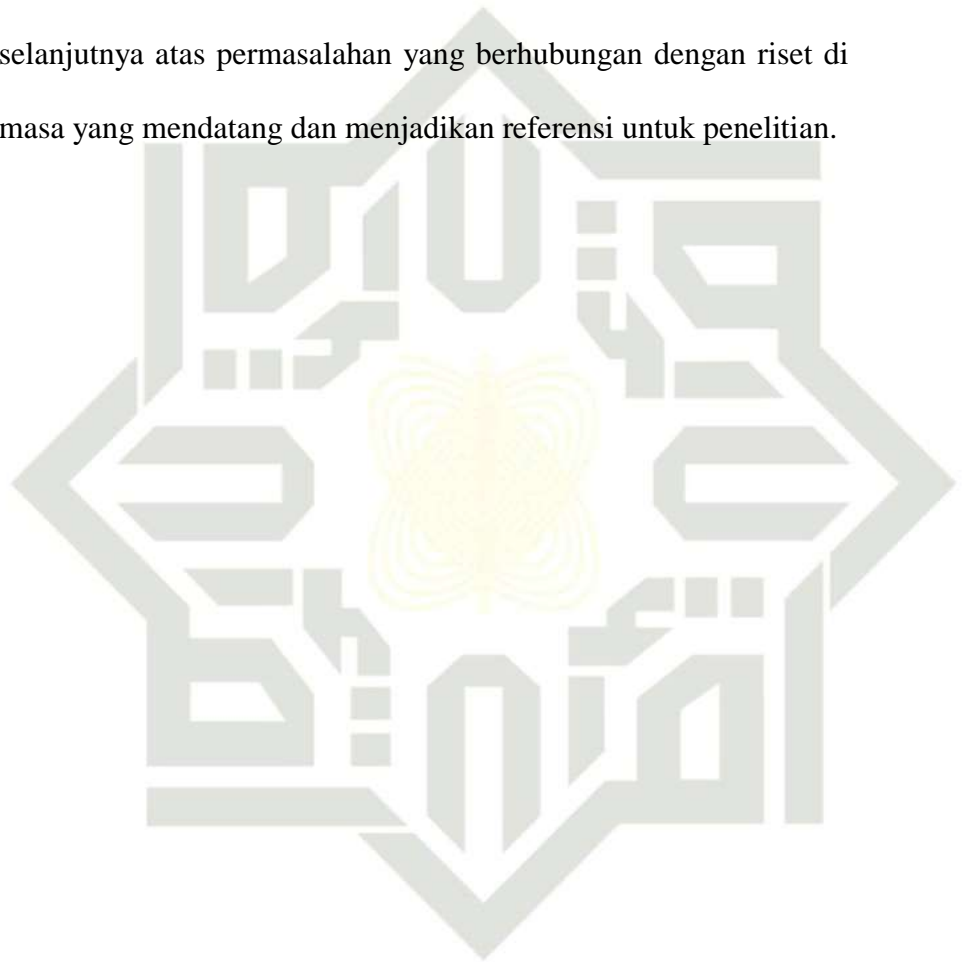 selanjutnya atas permasalahan yang berhubungan dengan riset di
masa yang mendatang dan menjadikan referensi untuk penelitian.